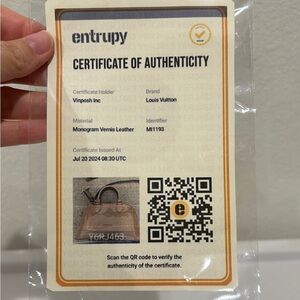 entrupy
CERTIFICATE OF AUTHENTICITY
Certificate Holder Brand
Vinposh Inc Louis Vuitton
Material Identifier
Monogram Vernis Leather MI1193
Certificate Issued At
Jul 20 2024 08:30 UTC
Y6RJ463
Scan the QR code to verify the
authenticity of the certificate.